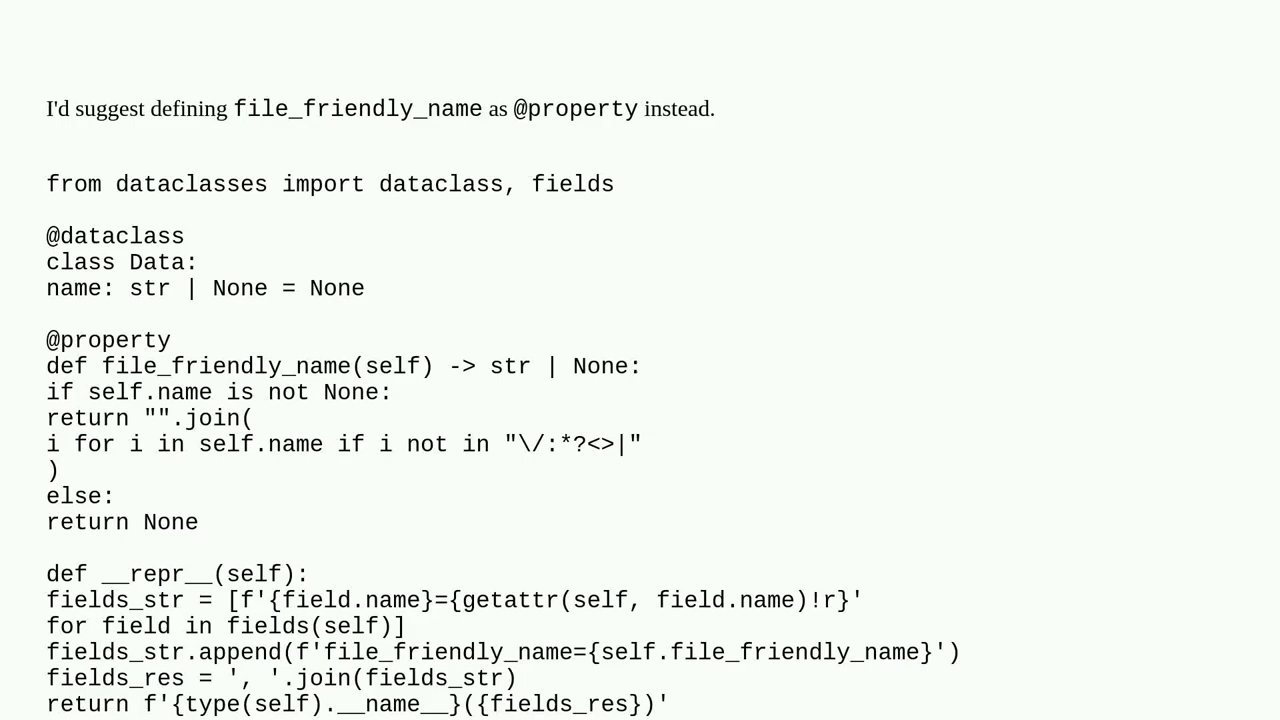 I'd suggest defining file_friendly_name as @property instead.
from dataclasses import dataclass, fields
@dataclass
class Data:
name: str | None = None
@property
def file_friendly_name(self) -> str | None:
if self.name is not None:
return "".join(
i for i in self.name if i not in "\/:*?<>|"
)
else:
return None
def __repr__(self):
fields_str = [f'{field.name}={getattr(self, field.name)!r}'
for field in fields(self)]
fields_str.append(f'file_friendly_name={self.file_friendly_name}')
fields_res = ', '.join(fields_str)
return f'{type(self).__name__}({fields_res})'